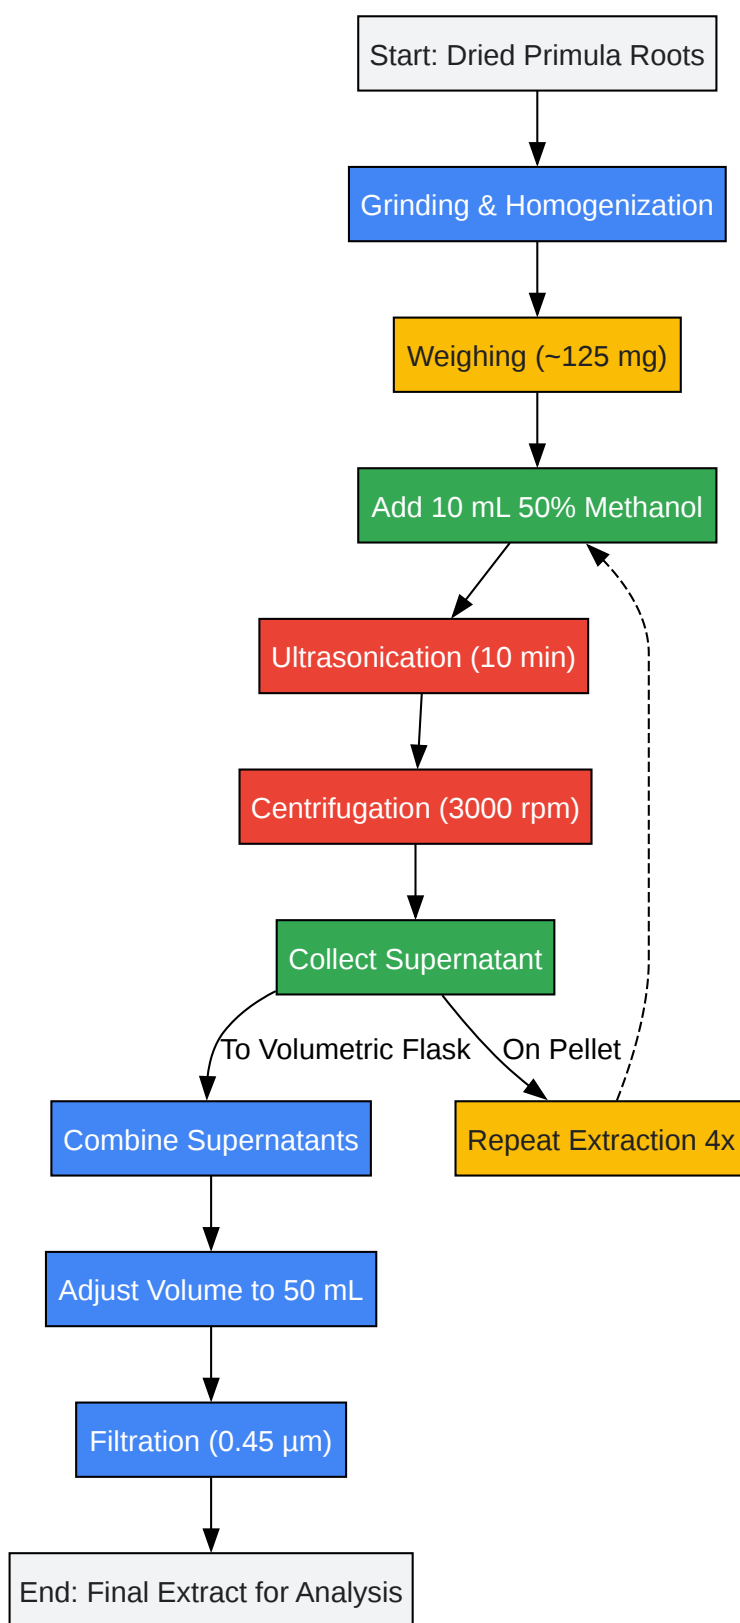 Start: Dried Primula Roots
Grinding & Homogenization
Weighing (~125 mg)
Add 10 mL 50% Methanol
Ultrasonication (10 min)
Centrifugation (3000 rpm)
Collect Supernatant
To Volumetric Flask
On Pellet
Combine Supernatants
Repeat Extraction 4x
Adjust Volume to 50 mL
Filtration (0.45 µm)
End: Final Extract for Analysis